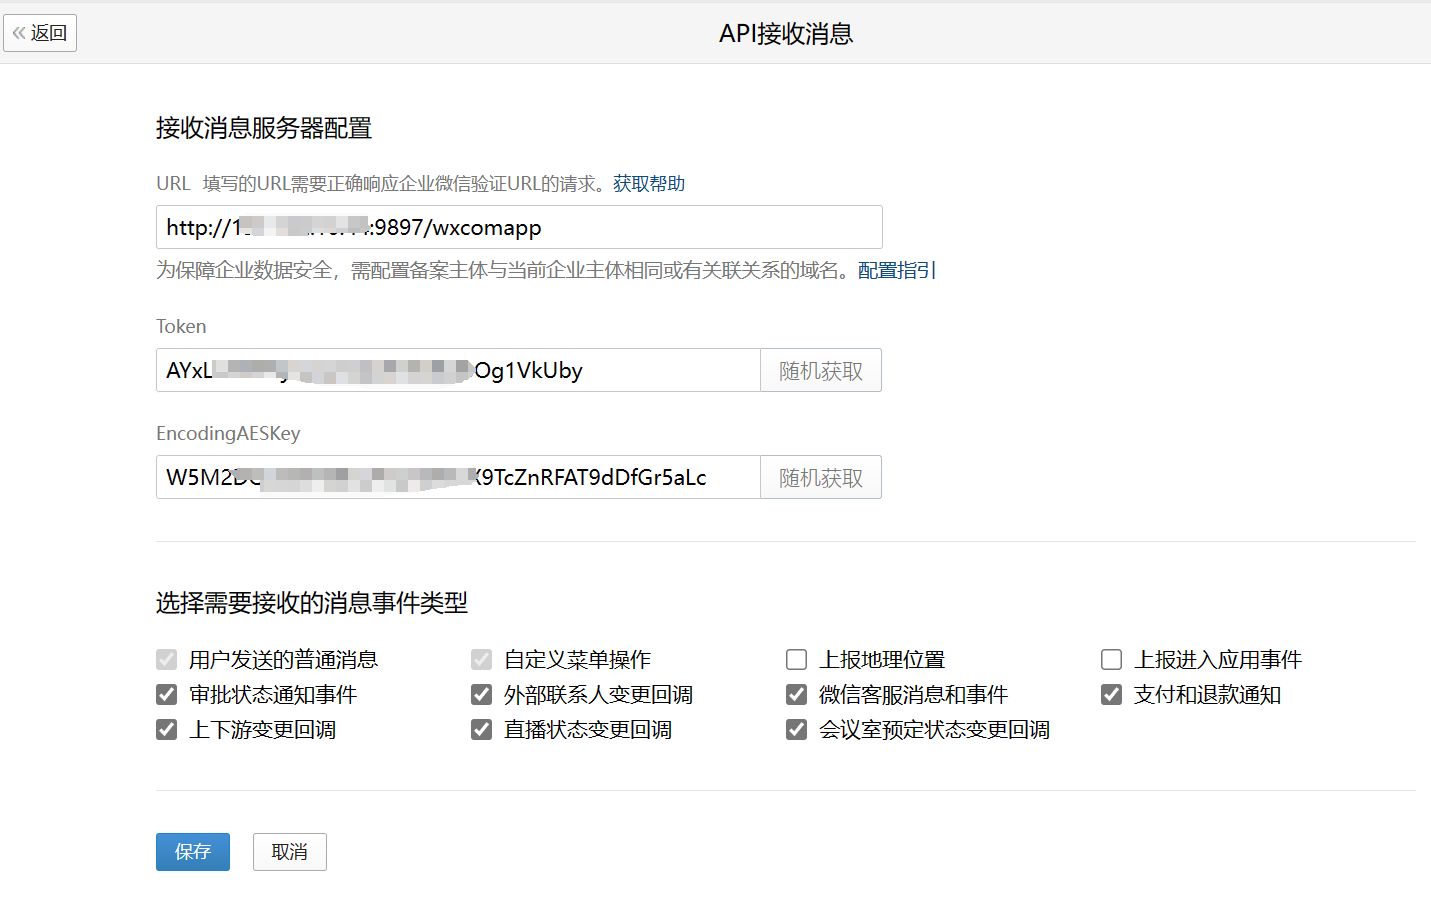 返回
API接收消息
接收消息服务器配置
URL 填写的URL需要正确响应企业微信验证URL的请求。获取帮助
http://1 :9897/wxcomapp
为保障企业数据安全，需配置备案主体与当前企业主体相同或有关联关系的域名。配置指引
Token
AYxL Og1VkUby 随机获取
EncodingAESKey
W5M2 9TcZnRFAT9dDfGr5aLc 随机获取
选择需要接收的消息事件类型
用户发送的普通消息 自定义菜单操作 上报地理位置 上报进入应用事件
审批状态通知事件 外部联系人变更回调 微信客服消息和事件 支付和退款通知
上下游变更回调 直播状态变更回调 会议室预定状态变更回调
保存 取消